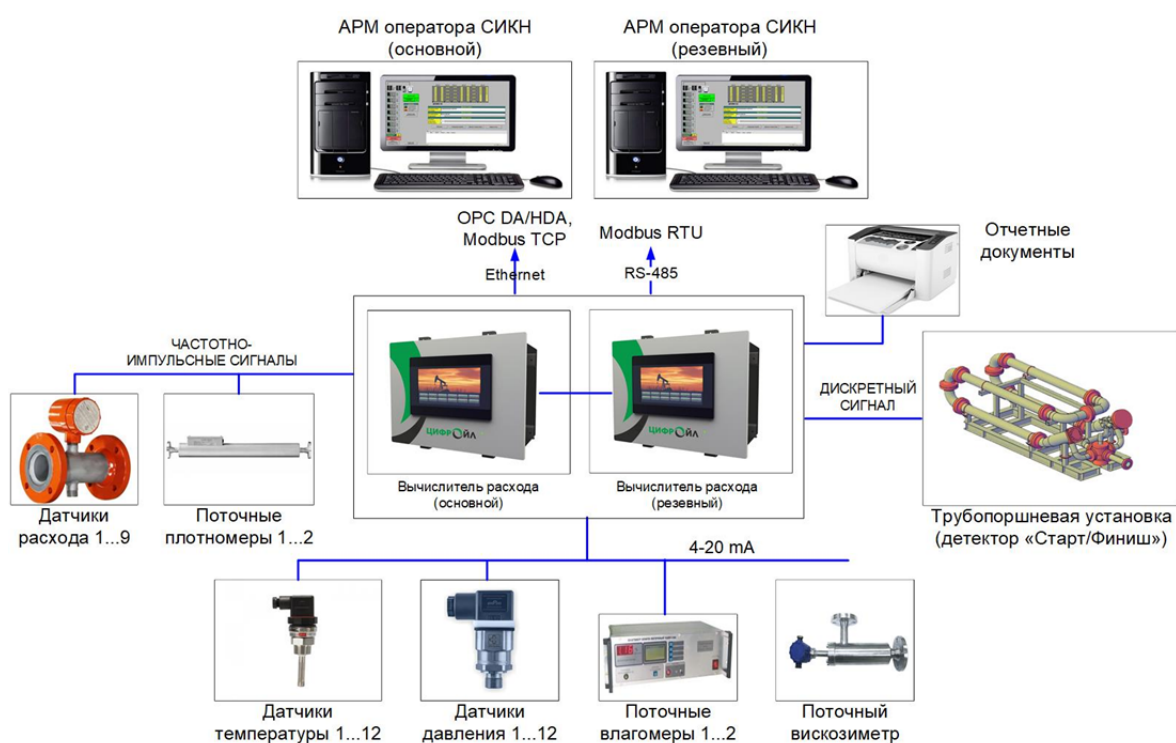 АРМ оператора СИКН
(основной)
АРМ оператора СИКН
(резевный)
OPC DA/HDA,
Modbus TCP
Ethernet
Modbus RTU
RS-485
Отчетные
документы
ЧАСТОТНО-
ИМПУЛЬСНЫЕ СИГНАЛЫ
ДИСКРЕТНЫЙ
СИГНАЛ
ЦИФРОЙЛ
ЦИФРОЙЛ
Вычислитель расхода
(основной)
Вычислитель расхода
(резевный)
Датчики
расхода 1...9
Поточные
плотномеры 1...2
Трубопоршневая установка
(детектор «Старт/Финиш»)
4-20 mA
Датчики
температуры 1...12
Датчики
давления 1...12
Поточные
влагомеры 1...2
Поточный
вискозиметр